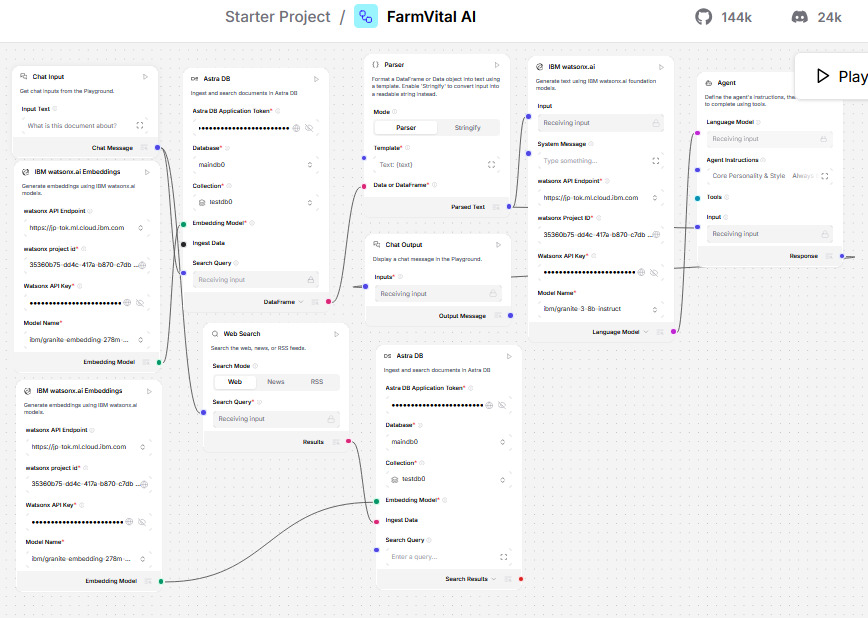 Starter Project / FarmVital AI
144k
24k
Play
Chat Input
Get chat inputs from the Playground.
Input Text
What is this document about?
Chat Message
IBM watsonx.ai Embeddings
Generate embeddings using IBM watsonx.ai
models.
watsonx API Endpoint
https://jp-tok.ml.cloud.ibm.com
watsonx project id*
35360b75-dd4c-417a-b870-c7db ...
Watsonx API Key*
Model Name*
ibm/granite-embedding-278m-...
Embedding Model
IBM watsonx.ai Embeddings
Generate embeddings using IBM watsonx.ai
models.
watsonx API Endpoint
https://jp-tok.ml.cloud.ibm.com
watsonx project id*
35360b75-dd4c-417a-b870-c7db ...
Watsonx API Key*
Model Name*
ibm/granite-embedding-278m-...
Embedding Model
Astra DB
Ingest and search documents in Astra DB
Astra DB Application Token*
Database*
maindb0
Collection*
testdb0
Embedding Model*
Ingest Data
Search Query
Receiving input
DataFrame
Web Search
Search the web, news, or RSS feeds.
Search Mode
Web News RSS
Search Query*
Receiving input
Results
Parser
Format a DataFrame or Data object into text using
a template. Enable 'Stringify' to convert input into
a readable string instead.
Mode
Parser Stringify
Template*
Text: {text}
Data or DataFrame*
Parsed Text
Chat Output
Display a chat message in the Playground.
Inputs*
Receiving input
Output Message
Astra DB
Ingest and search documents in Astra DB
Astra DB Application Token*
Database*
maindb0
Collection*
testdb0
Embedding Model*
Ingest Data
Search Query
Enter a query...
Search Results
IBM watsonx.ai
Generate text using IBM watsonx.ai foundation
models.
Input
Receiving input
System Message
Type something...
watsonx API Endpoint*
https://jp-tok.ml.cloud.ibm.com
watsonx Project ID*
35360b75-dd4c-417a-b870-c7db...
Watsonx API Key*
Model Name*
ibm/granite-3-8b-instruct
Language Model
Agent
Define the agent's instructions, the
to complete using tools.
Language Model
Receiving input
Agent Instructions
Core Personality & Style Always
Tools
Input
Receiving input
Response